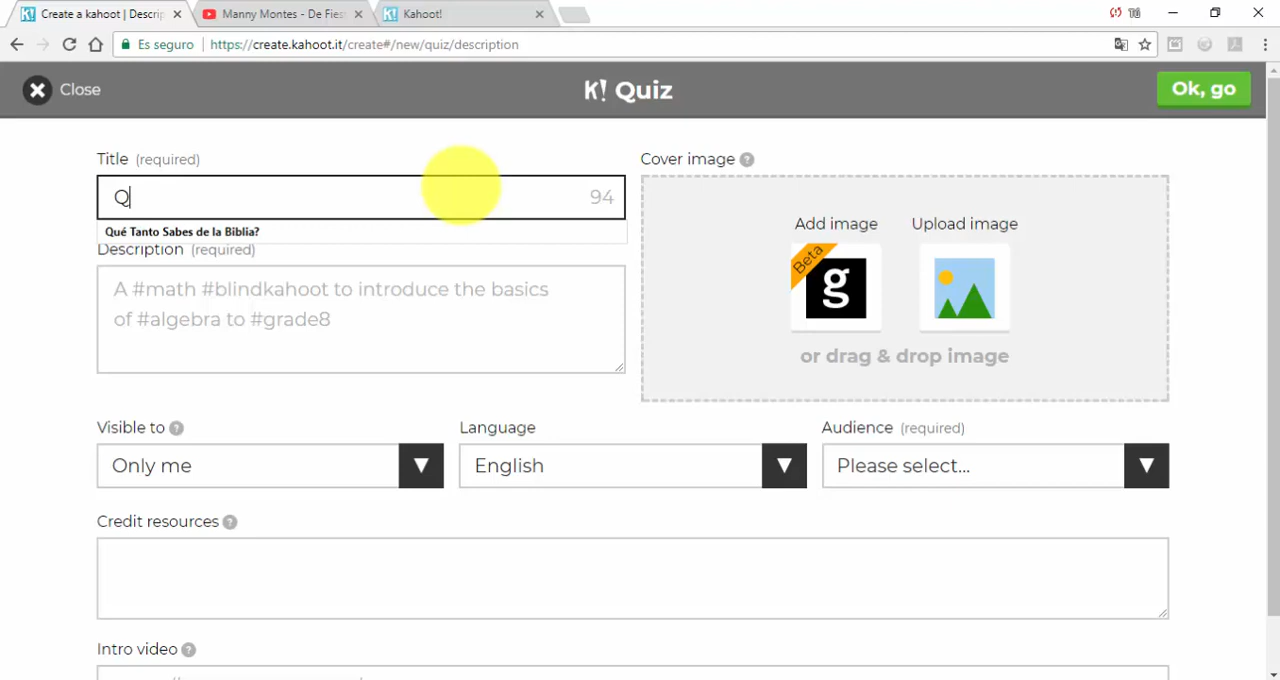 Create a kahoot | Descrip
Manny Montes - De Fies
Kahoot!
Tú
Es seguro
https://create.kahoot.it/create#/new/quiz/description
Close
K! Quiz
Ok, go
Title (required)
Q
94
Qué Tanto Sabes de la Biblia?
Description (required)
A #math #blindkahoot to introduce the basics
of #algebra to #grade8
Cover image ?
Add image
Upload image
Beta
g
or drag & drop image
Visible to ?
Language
Audience (required)
Only me
English
Please select...
Credit resources ?
Intro video ?